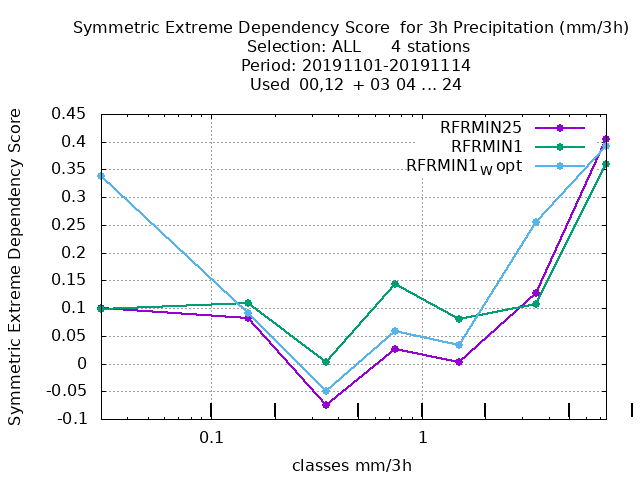 Symmetric Extreme Dependency Score  for 3h Precipitation (mm/3h)
Selection: ALL      4 stations
Period: 20191101-20191114
Used  00,12  + 03 04 ... 24
Symmetric Extreme Dependency Score
0.45
0.4
0.35
0.3
0.25
0.2
0.15
0.1
0.05
0
-0.05
-0.1
RFRMIN25
RFRMIN1
RFRMIN1W opt
0.1
1
classes mm/3h